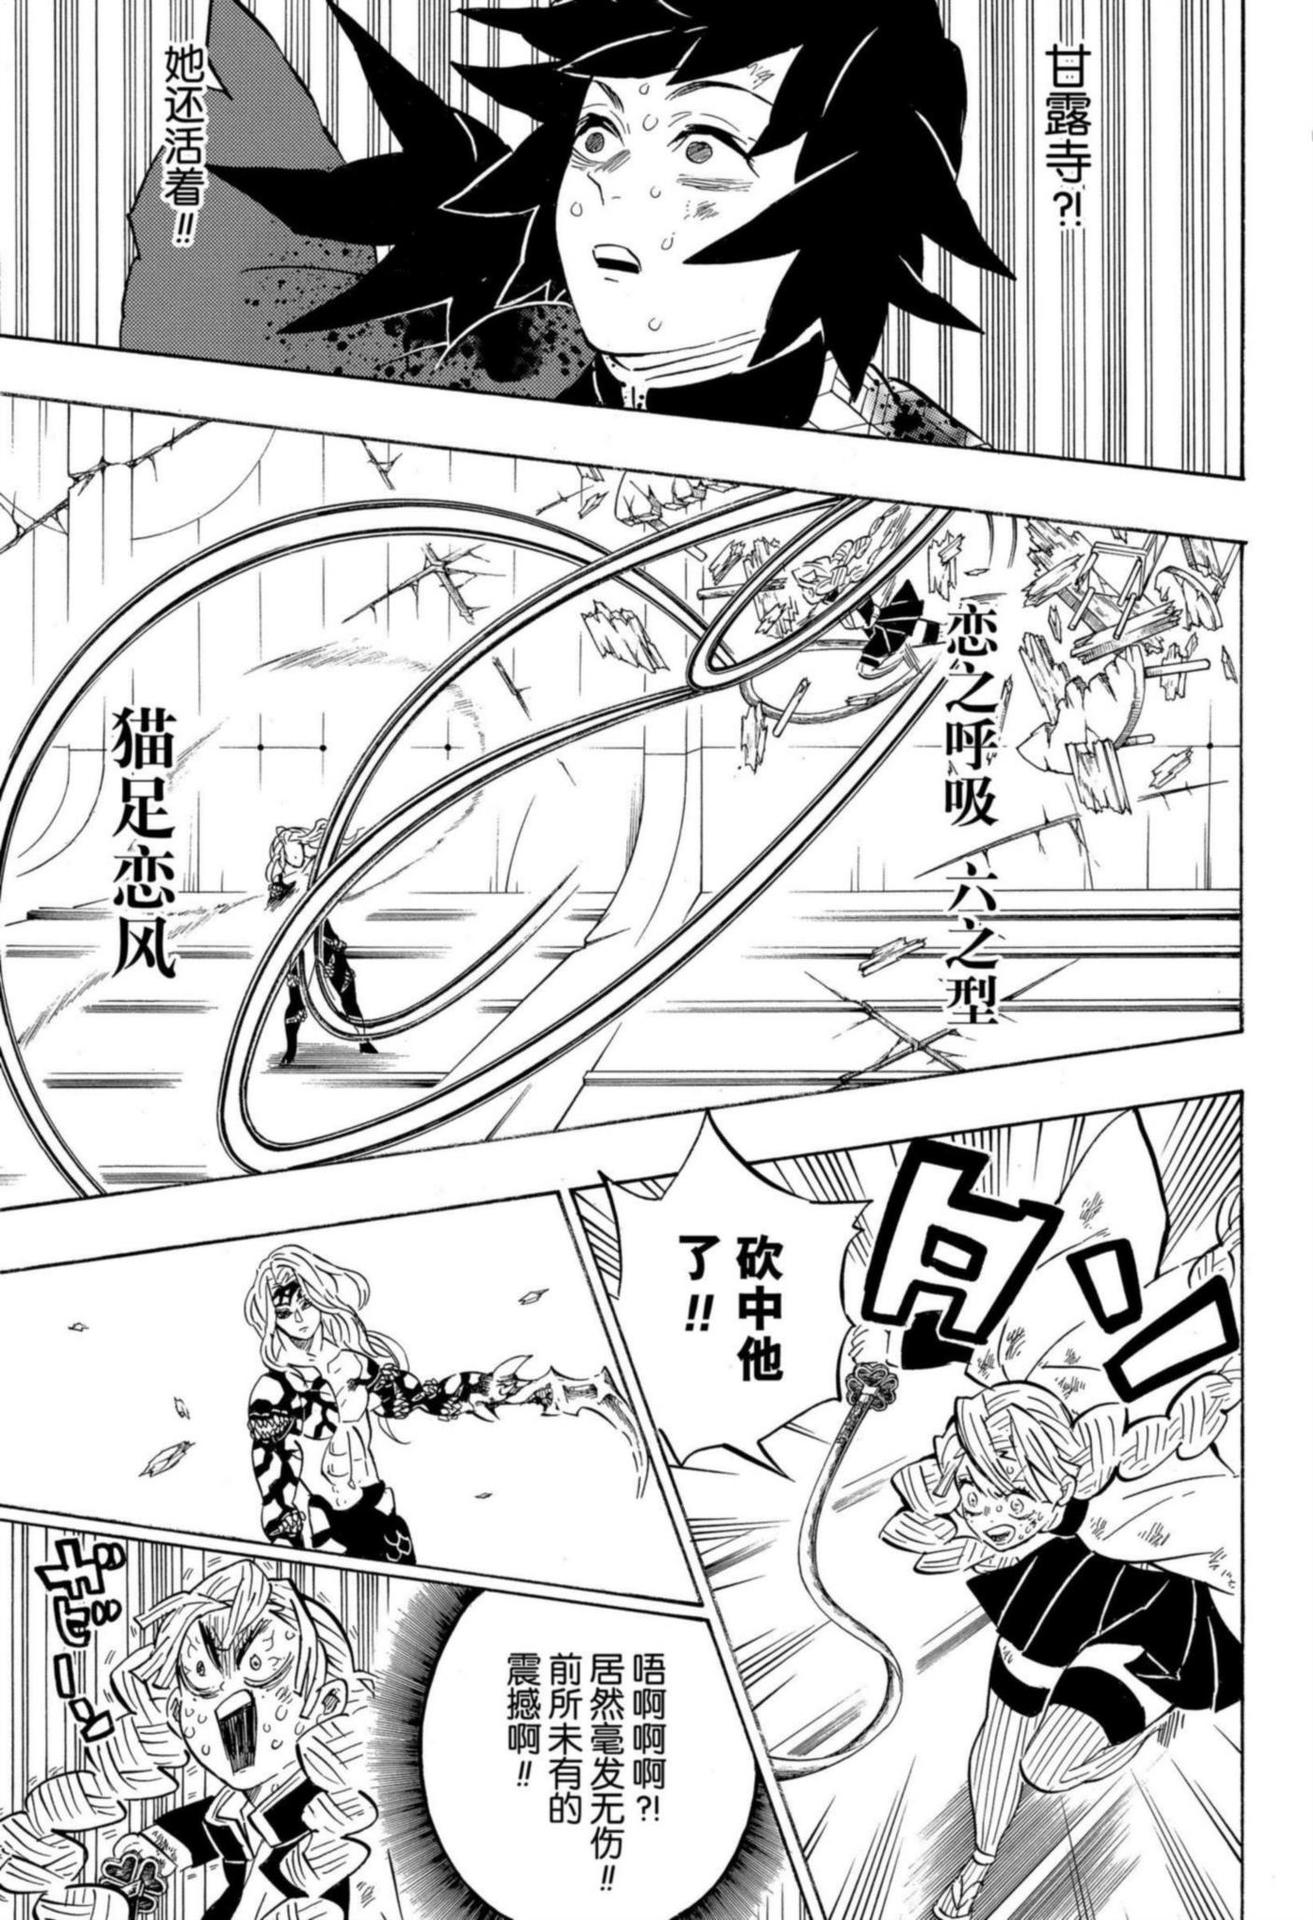 甘露寺?!
她还活着!!
恋之呼吸 六之型
猫足恋风
砍中他
了!!
唔啊啊啊?!
居然毫发无伤!!
前所未有的
震撼啊!!